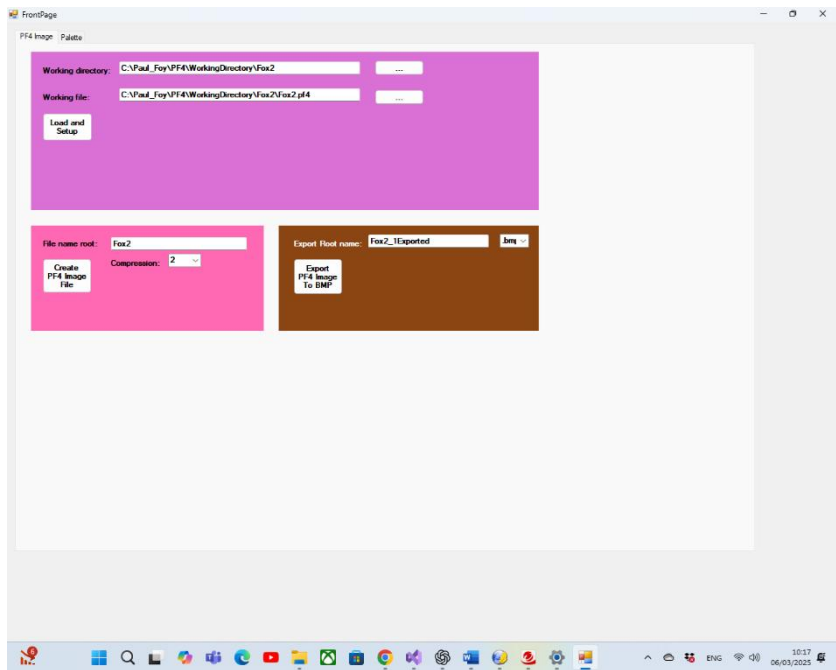 FrontPage
PF4 Image Palette
Working directory: C:\Paul_Foy\PF4\WorkingDirectory\Fox2 ...
Working file: C:\Paul_Foy\PF4\WorkingDirectory\Fox2\Fox2.pf4 ...
Load and
Setup
File name root: Fox2
Compression: 2
Create
PF4 Image
File
Export Root name: Fox2_1Exported .bmp
Export
PF4 Image
To BMP
6
ENG
10:17
06/03/2025